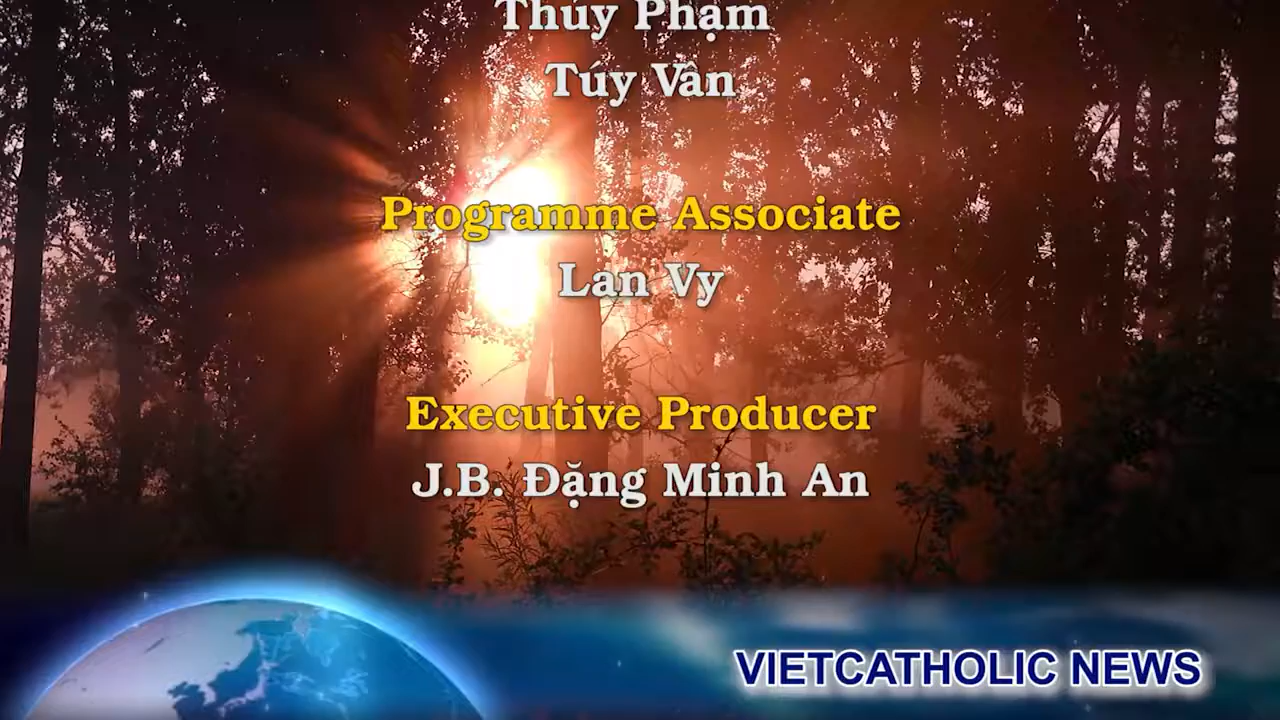 Thúy Phạm
Túy Vân
Programme Associate
Lan Vy
Executive Producer
J.B. Đặng Minh An
VIETCATHOLIC NEWS